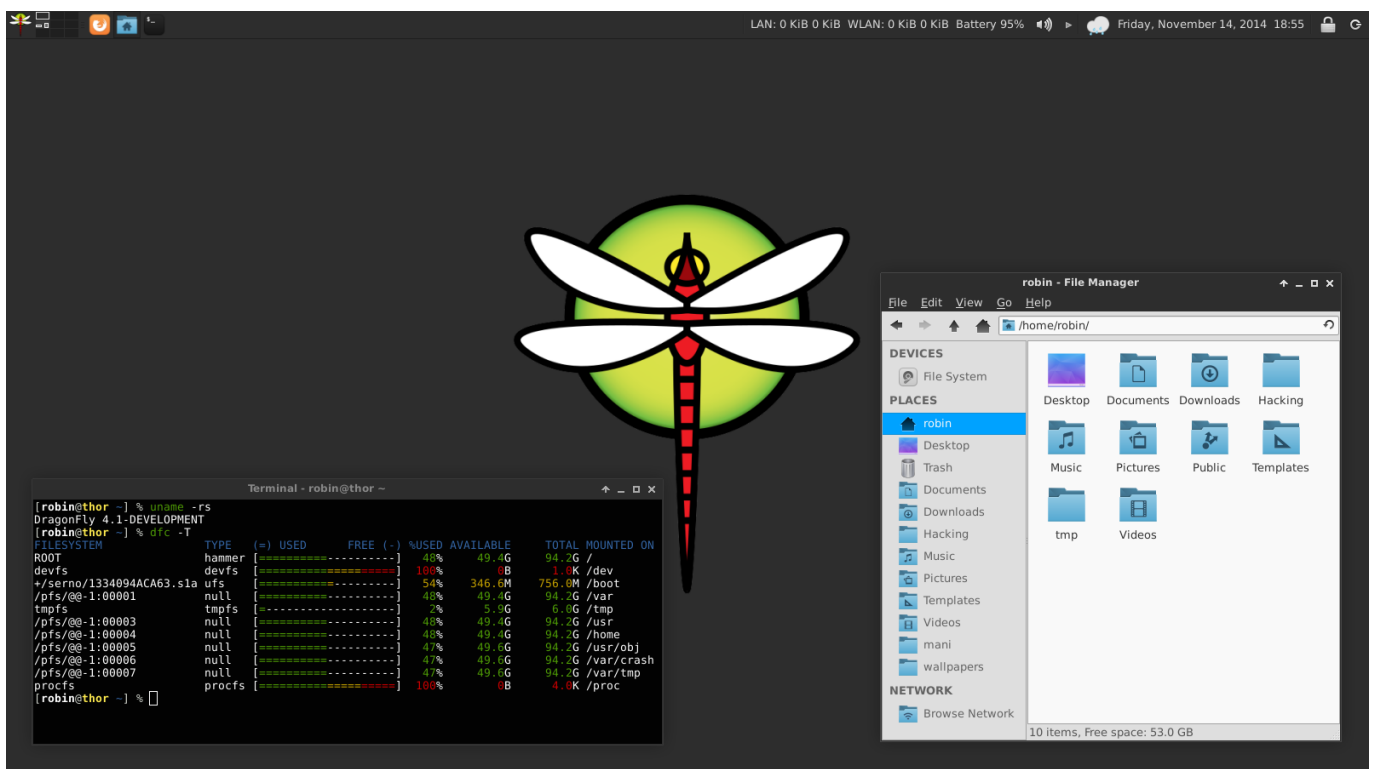 LAN: 0 KiB 0 KiB WLAN: 0 KiB 0 KiB Battery 95% Friday, November 14, 2014 18:55
robin - File Manager
File Edit View Go Help
/home/robin/
DEVICES
File System
PLACES
robin
Desktop
Trash
Documents
Downloads
Hacking
Music
Pictures
Templates
Videos
mani
wallpapers
NETWORK
Browse Network
Desktop Documents Downloads Hacking
Music Pictures Public Templates
tmp Videos
10 items, Free space: 53.0 GB
Terminal - robin@thor ~
[robin@thor ~] % uname -rs
DragonFly 4.1-DEVELOPMENT
[robin@thor ~] % dfc -T
FILESYSTEM TYPE (=) USED FREE (-) %USED AVAILABLE TOTAL MOUNTED ON
ROOT hammer [==========----------] 48% 49.4G 94.2G /
devfs devfs [====================] 100% 0B 1.0K /dev
+/serno/1334094ACA63.s1a ufs [===========---------] 54% 346.6M 756.0M /boot
/pfs/@@-1:00001 null [==========----------] 48% 49.4G 94.2G /var
tmpfs tmpfs [=-------------------] 2% 5.9G 6.0G /tmp
/pfs/@@-1:00003 null [==========----------] 48% 49.4G 94.2G /usr
/pfs/@@-1:00004 null [==========----------] 48% 49.4G 94.2G /home
/pfs/@@-1:00005 null [==========----------] 47% 49.6G 94.2G /usr/obj
/pfs/@@-1:00006 null [==========----------] 47% 49.6G 94.2G /var/crash
/pfs/@@-1:00007 null [==========----------] 47% 49.6G 94.2G /var/tmp
procfs procfs [====================] 100% 0B 4.0K /proc
[robin@thor ~] %